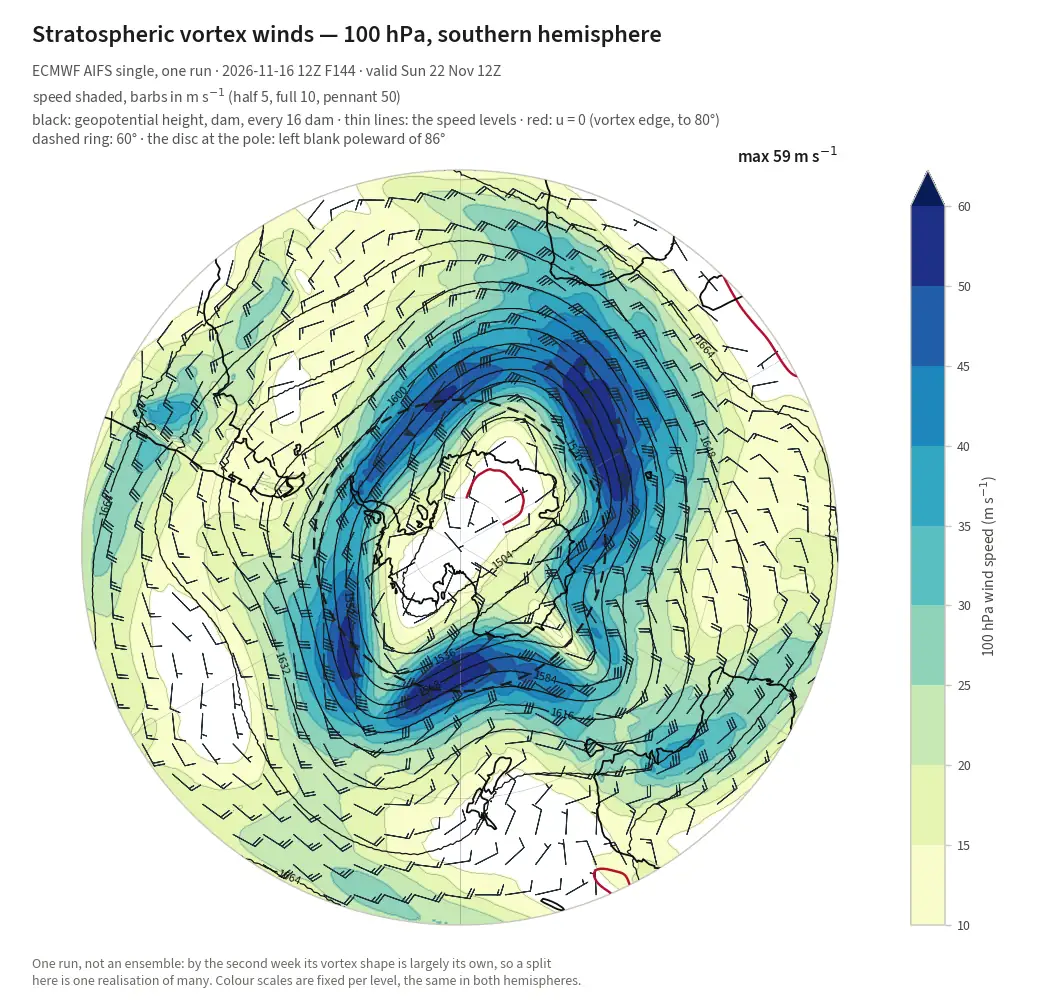 Stratospheric vortex winds — 100 hPa, southern hemisphere
ECMWF AIFS single, one run · 2026-11-16 12Z F144 · valid Sun 22 Nov 12Z
speed shaded, barbs in m s⁻¹ (half 5, full 10, pennant 50)
black: geopotential height, dam, every 16 dam · thin lines: the speed levels · red: u = 0 (vortex edge, to 80°)
dashed ring: 60° · the disc at the pole: left blank poleward of 86°
max 59 m s⁻¹
60
50
45
40
35
30
25
20
15
10
100 hPa wind speed (m s⁻¹)
1664
1600
1648
1664
1504
1632
1536
1584
1616
1664
One run, not an ensemble: by the second week its vortex shape is largely its own, so a split
here is one realisation of many. Colour scales are fixed per level, the same in both hemispheres.